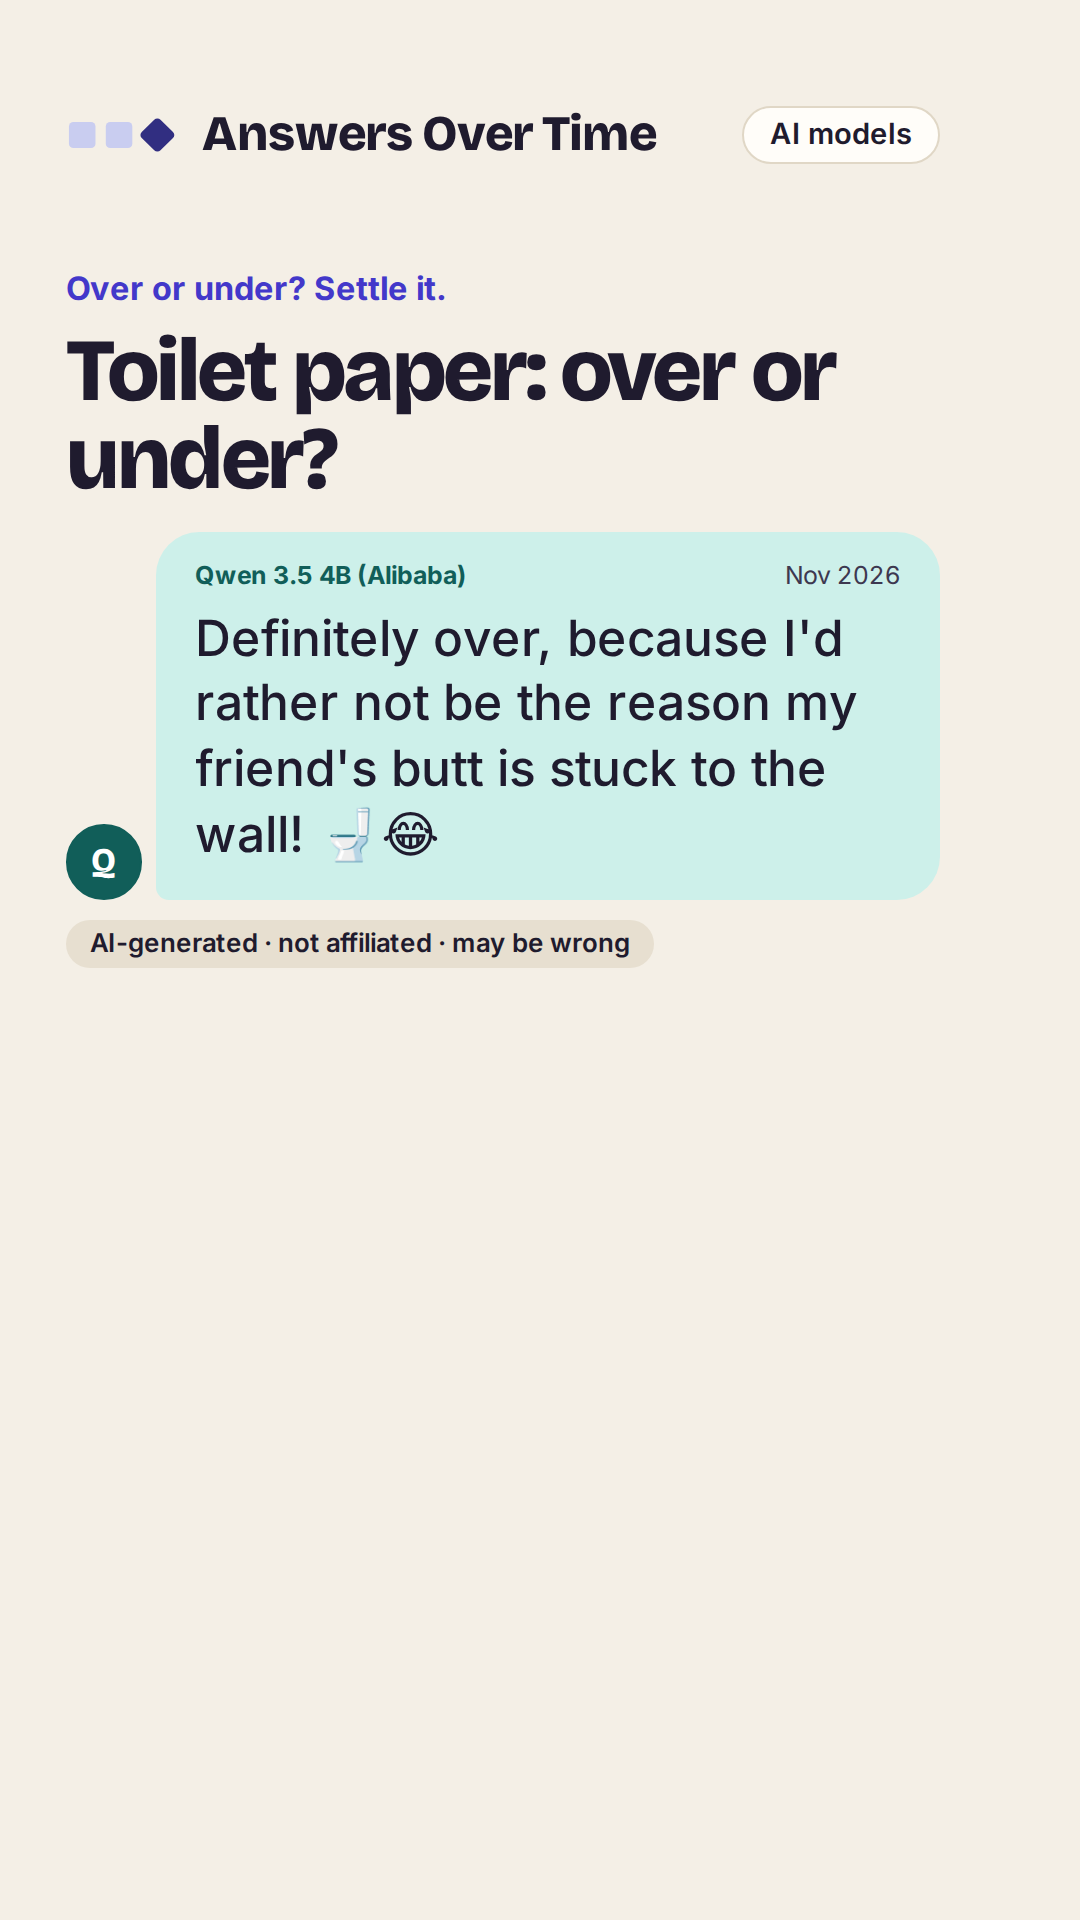 Answers Over Time
AI models
Over or under? Settle it.
Toilet paper: over or
under?
Qwen 3.5 4B (Alibaba)
Nov 2026
Definitely over, because I'd
rather not be the reason my
friend's butt is stuck to the
wall! 🚽😂
Q
AI-generated · not affiliated · may be wrong